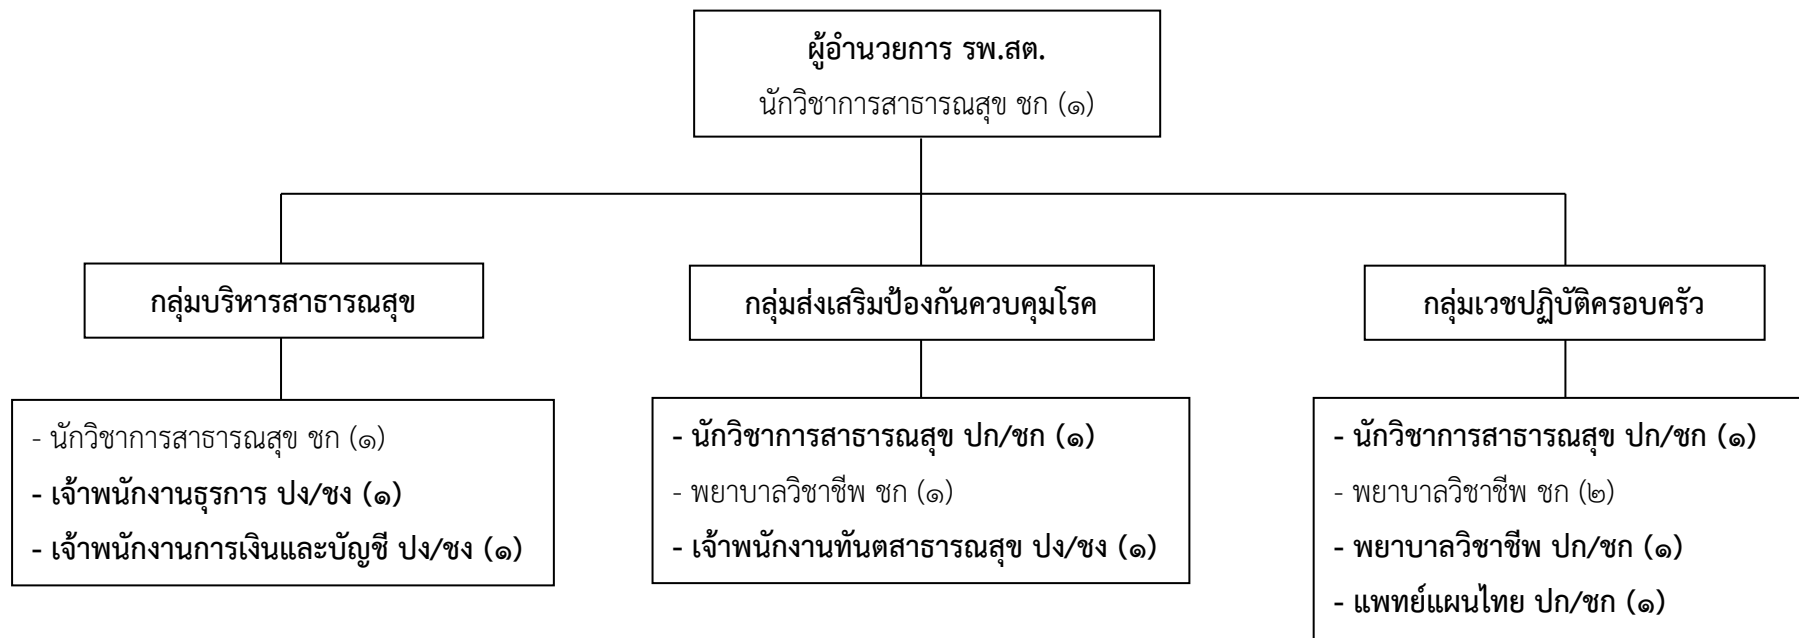 ผู้อำนวยการ รพ.สต.
นักวิชาการสาธารณสุข ชก (๑)
กลุ่มบริหารสาธารณสุข
- นักวิชาการสาธารณสุข ชก (๑)
- เจ้าพนักงานธุรการ ปง/ชง (๑)
- เจ้าพนักงานการเงินและบัญชี ปง/ชง (๑)
กลุ่มส่งเสริมป้องกันควบคุมโรค
- นักวิชาการสาธารณสุข ปก/ชก (๑)
- พยาบาลวิชาชีพ ชก (๑)
- เจ้าพนักงานทันตสาธารณสุข ปง/ชง (๑)
กลุ่มเวชปฏิบัติครอบครัว
- นักวิชาการสาธารณสุข ปก/ชก (๑)
- พยาบาลวิชาชีพ ชก (๒)
- พยาบาลวิชาชีพ ปก/ชก (๑)
- แพทย์แผนไทย ปก/ชก (๑)